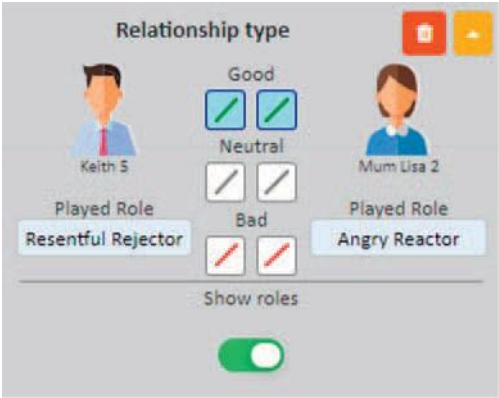 Relationship type
Good
Neutral
Bad
Keith 5
Played Role
Resentful Rejector
Mum Lisa 2
Played Role
Angry Reactor
Show roles